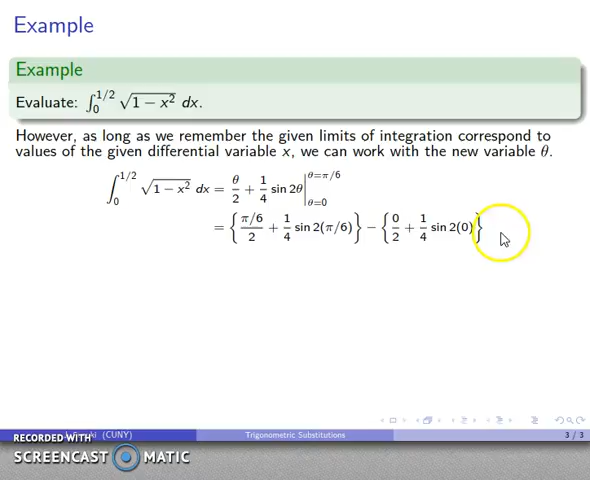 Example
Example
Evaluate: ∫₀^{1/2} √(1 − x²) dx.
However, as long as we remember the given limits of integration correspond to
values of the given differential variable x, we can work with the new variable θ.
∫₀^{1/2} √(1 − x²) dx = θ/2 + 1/4 sin 2θ |_{θ=0}^{θ=π/6}
= { (π/6)/2 + 1/4 sin 2(π/6) } − { 0/2 + 1/4 sin 2(0) }
(CUNY) Trigonometric Substitutions 3 / 3
RECORDED WITH
SCREENCAST MATIC